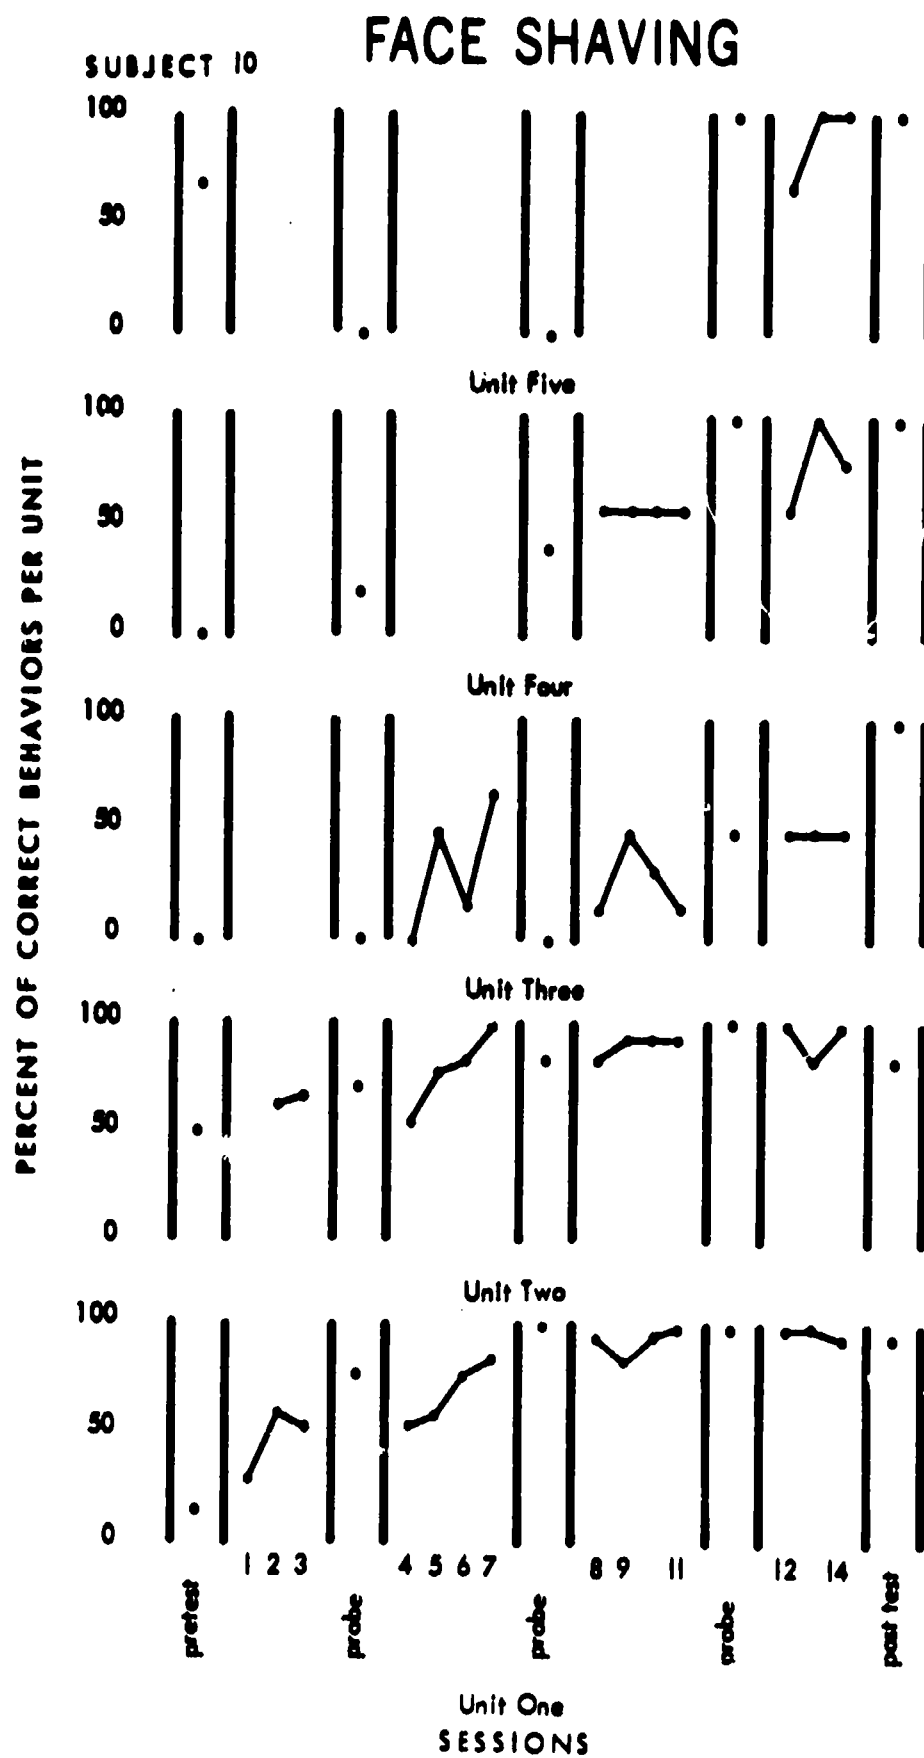 FACE SHAVING
SUBJECT 10
100
50
0
Unit Five
100
50
0
Unit Four
100
50
0
Unit Three
100
50
0
Unit Two
100
50
0
PERCENT OF CORRECT BEHAVIORS PER UNIT
1 2 3 4 5 6 7 8 9 11 12 14
pretest probe probe probe post test
Unit One
SESSIONS